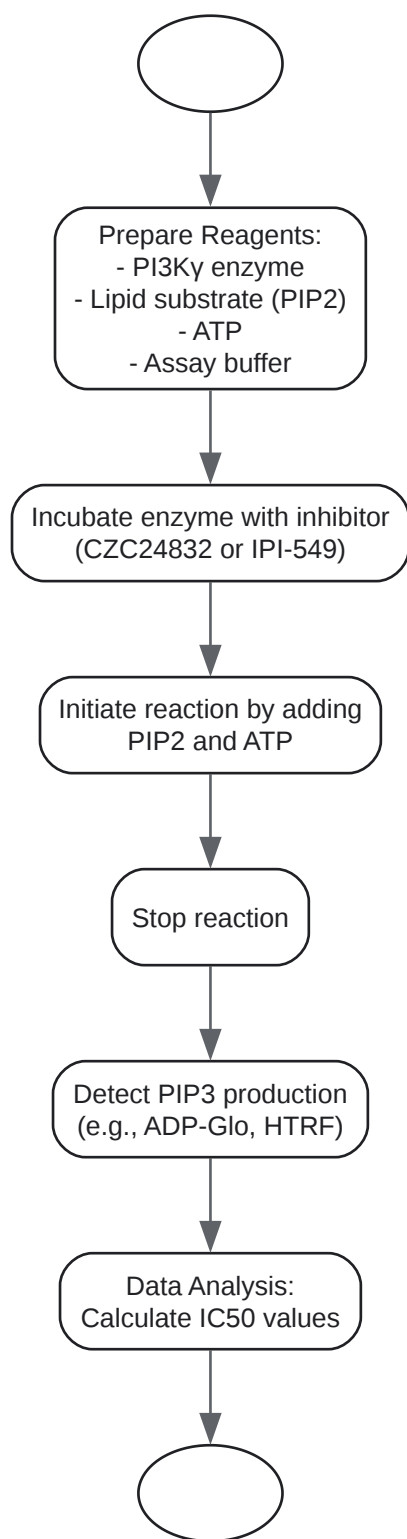 Prepare Reagents:
- PI3Kγ enzyme
- Lipid substrate (PIP2)
- ATP
- Assay buffer
Incubate enzyme with inhibitor
(CZC24832 or IPI-549)
Initiate reaction by adding
PIP2 and ATP
Stop reaction
Detect PIP3 production
(e.g., ADP-Glo, HTRF)
Data Analysis:
Calculate IC50 values